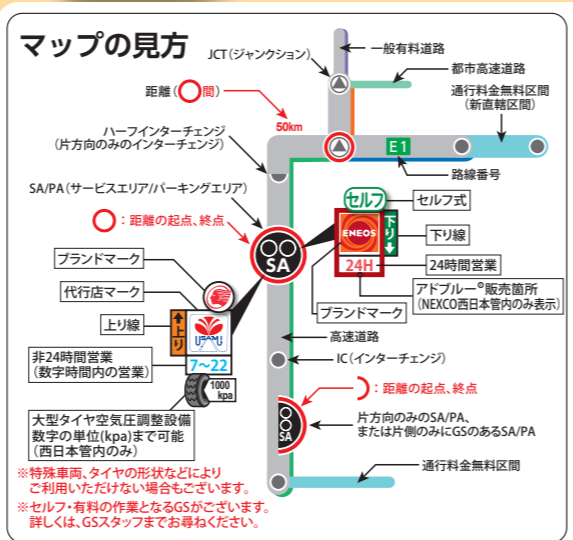 マップの見方
JCT(ジャンクション)
一般有料道路
都市高速道路
距離(○間)
通行料金無料区間
(新直轄区間)
50km
ハーフインターチェンジ
(片方向のみのインターチェンジ)
E1
路線番号
SA/PA(サービスエリア/パーキングエリア)
セルフ
セルフ式
○:距離の起点、終点
SA
ENEOS
下り
下り線
ブランドマーク
24H
24時間営業
代行店マーク
アドブルー®販売箇所
(NEXCO西日本管内のみ表示)
ブランドマーク
上り
上り線
USAMI
高速道路
非24時間営業
(数字時間内の営業)
7~22
IC(インターチェンジ)
1000
kpa
:距離の起点、終点
大型タイヤ空気圧調整設備
数字の単位(kpa)まで可能
(西日本管内のみ)
SA
片方向のみのSA/PA、
または片側のみにGSのあるSA/PA
※特殊車両、タイヤの形状などにより
ご利用いただけない場合もございます。
通行料金無料区間
※セルフ・有料の作業となるGSがございます。
詳しくは、GSスタッフまでお尋ねください。